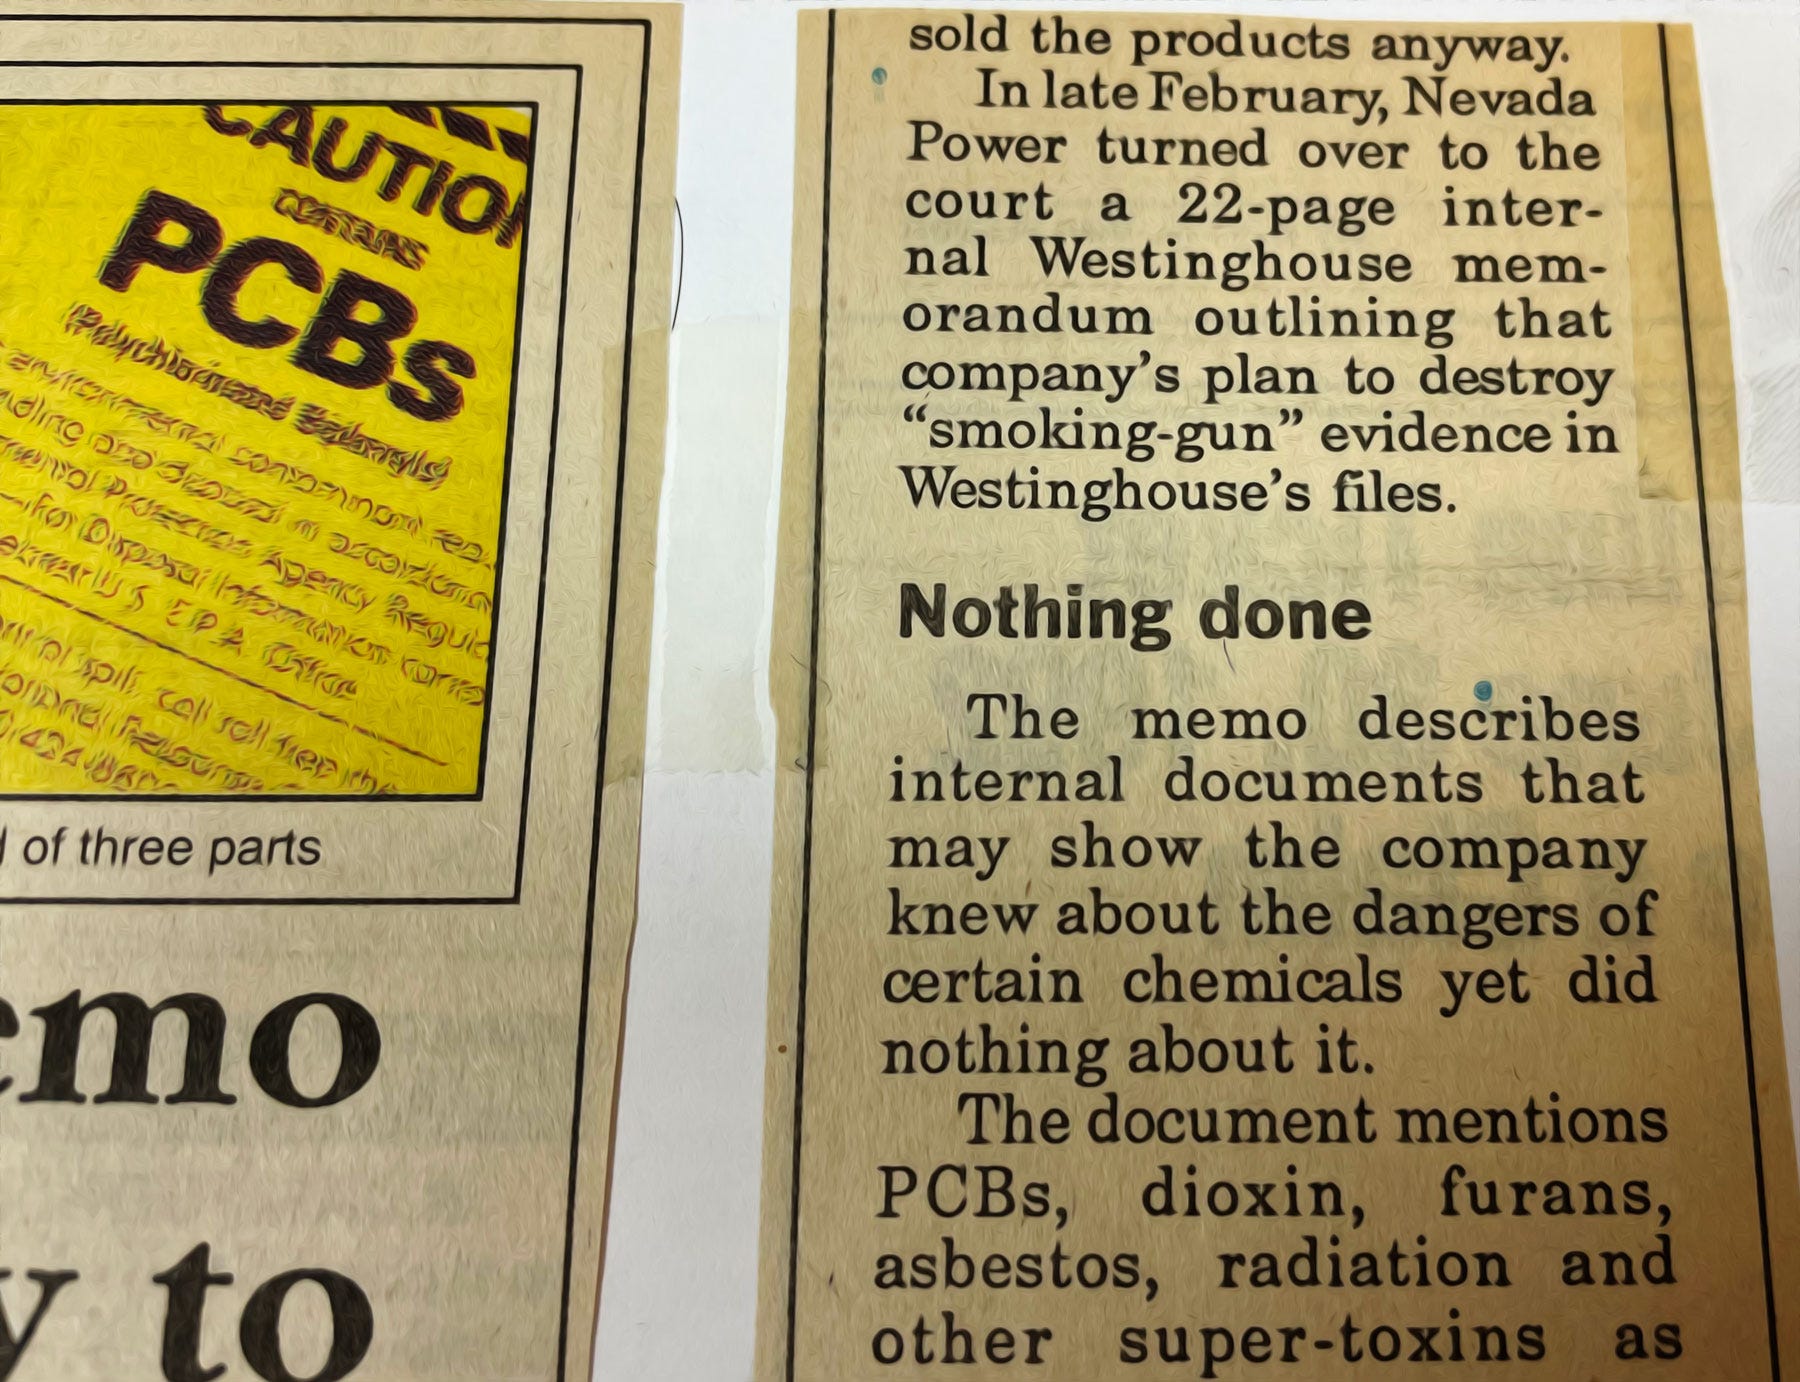 CAUTION
CONTAINS
PCBs
(Polychlorinated Biphenyls)
of three parts
emo
y to
sold the products anyway.
In late February, Nevada
Power turned over to the
court a 22-page inter-
nal Westinghouse mem-
orandum outlining that
company's plan to destroy
“smoking-gun” evidence in
Westinghouse's files.
Nothing done
The memo describes
internal documents that
may show the company
knew about the dangers of
certain chemicals yet did
nothing about it.
The document mentions
PCBs, dioxin, furans,
asbestos, radiation and
other super-toxins as